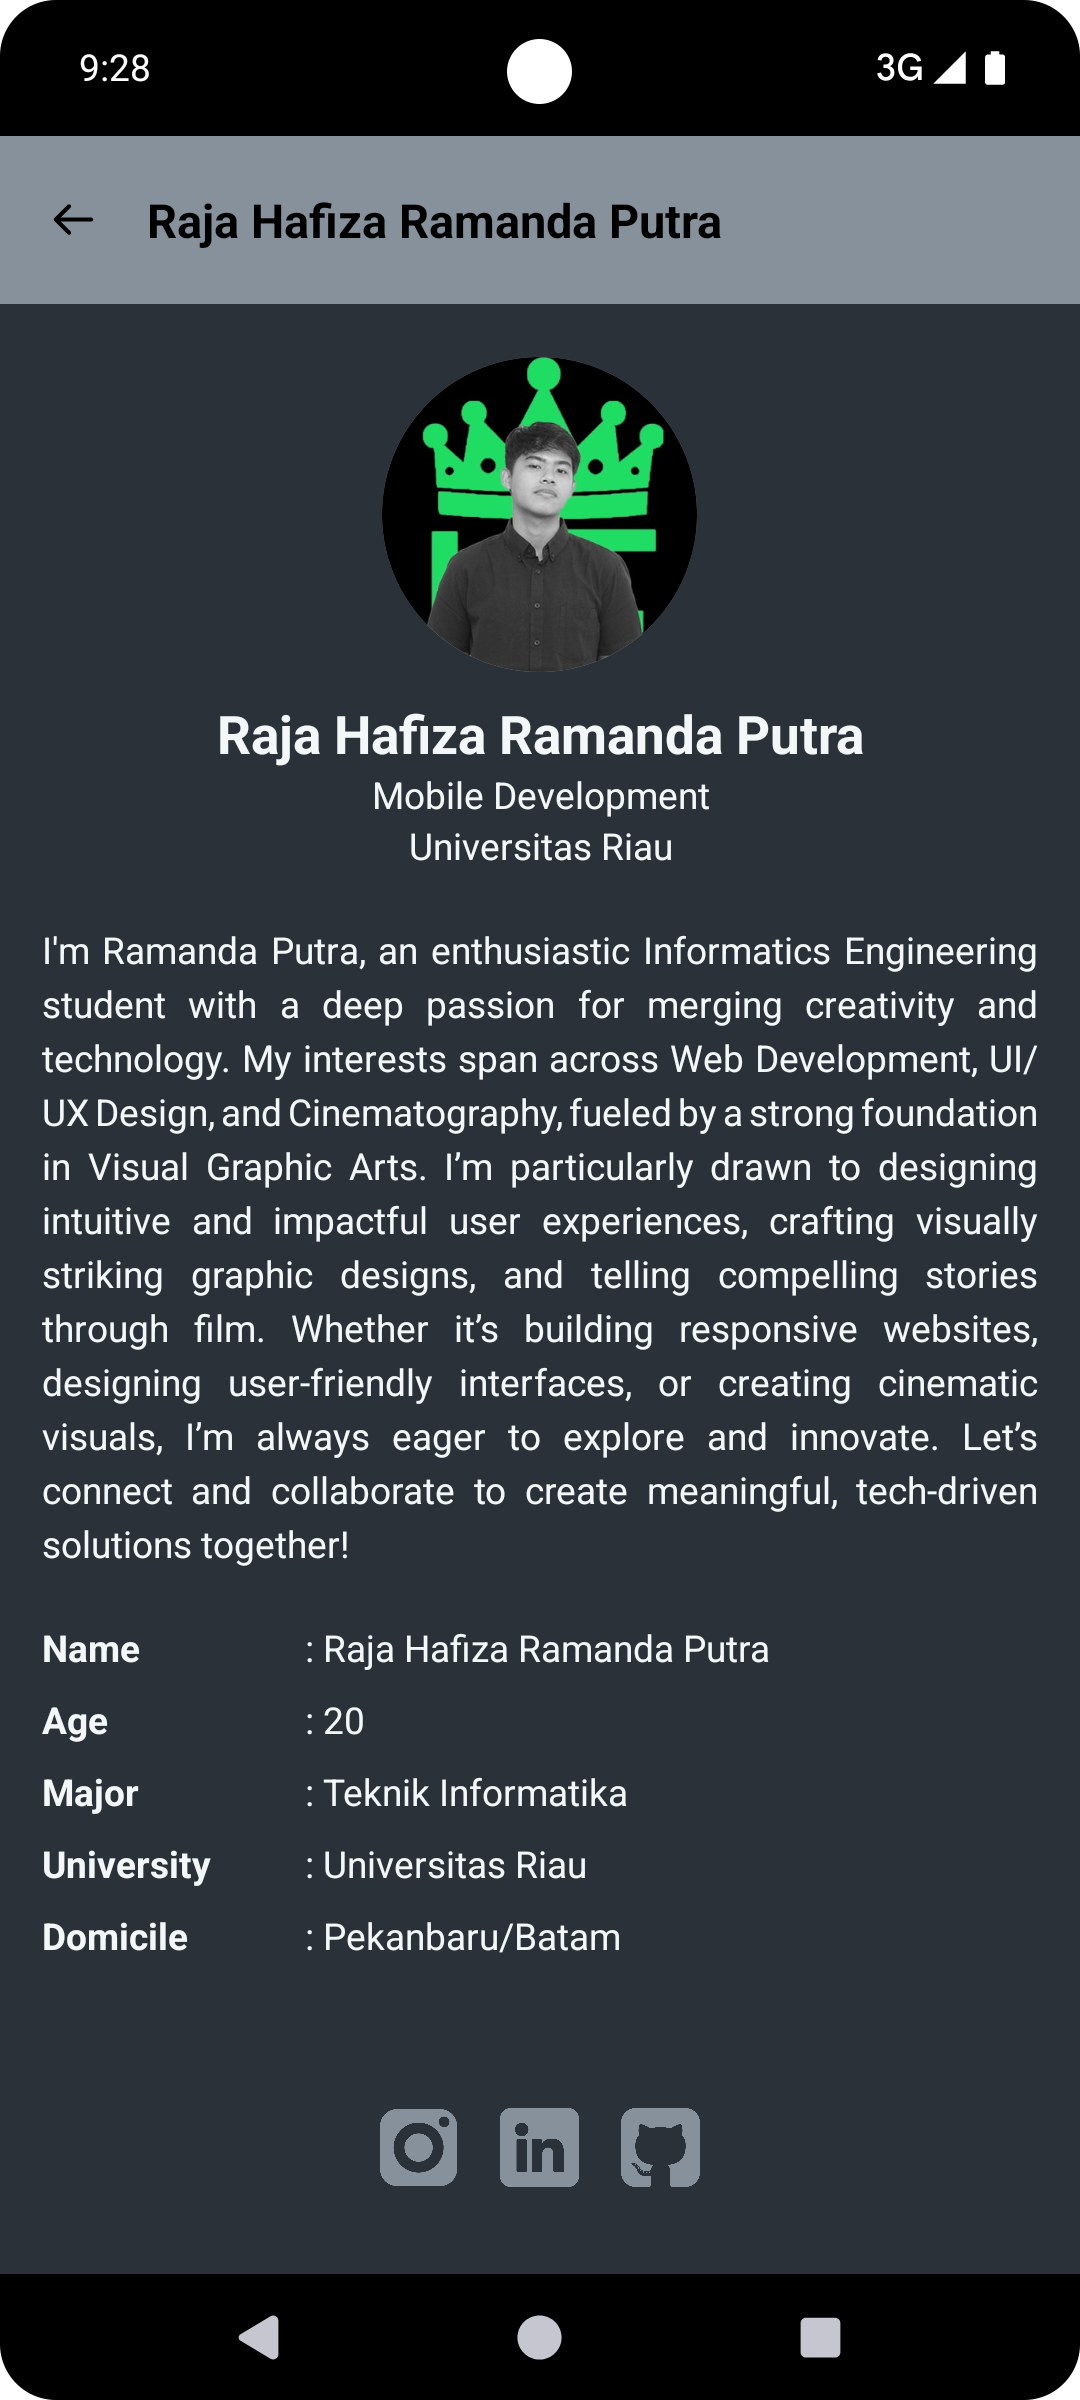 9:28
3G
Raja Hafiza Ramanda Putra
Raja Hafiza Ramanda Putra
Mobile Development
Universitas Riau
I'm Ramanda Putra, an enthusiastic Informatics Engineering
student with a deep passion for merging creativity and
technology. My interests span across Web Development, UI/
UX Design, and Cinematography, fueled by a strong foundation
in Visual Graphic Arts. I’m particularly drawn to designing
intuitive and impactful user experiences, crafting visually
striking graphic designs, and telling compelling stories
through film. Whether it’s building responsive websites,
designing user-friendly interfaces, or creating cinematic
visuals, I’m always eager to explore and innovate. Let’s
connect and collaborate to create meaningful, tech-driven
solutions together!
Name : Raja Hafiza Ramanda Putra
Age : 20
Major : Teknik Informatika
University : Universitas Riau
Domicile : Pekanbaru/Batam
in